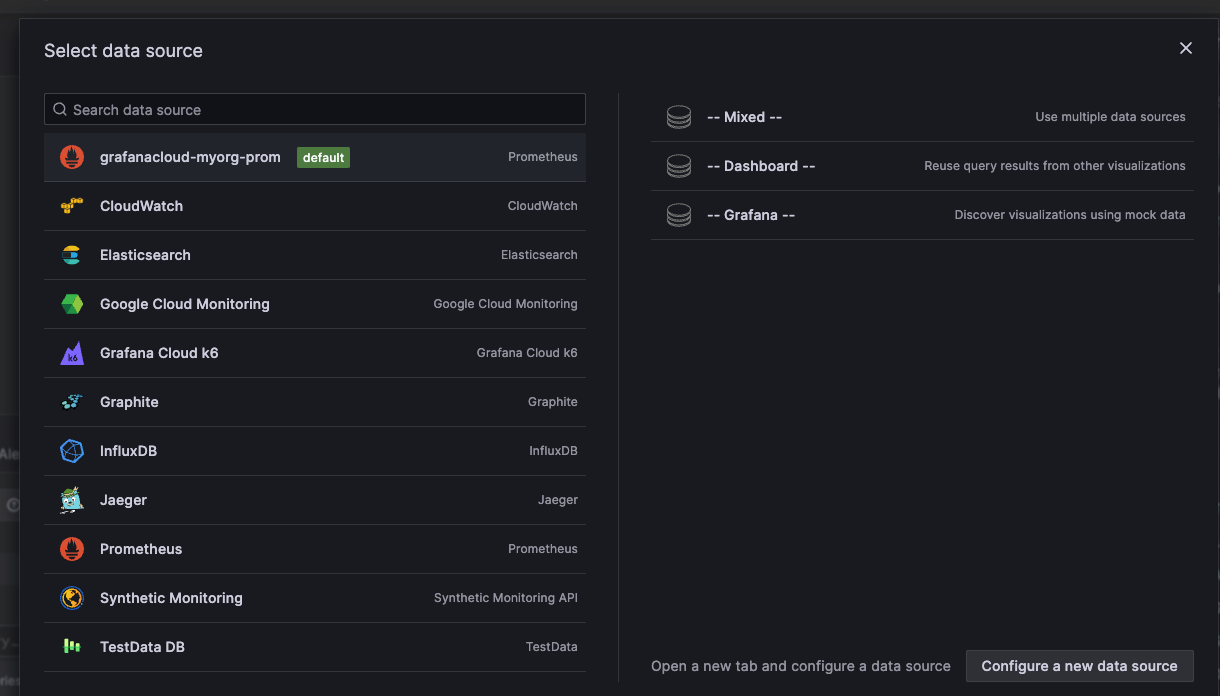 Select data source
Search data source
grafanacloud-myorg-prom default Prometheus
CloudWatch CloudWatch
Elasticsearch Elasticsearch
Google Cloud Monitoring Google Cloud Monitoring
k6 Grafana Cloud k6 Grafana Cloud k6
Graphite Graphite
InfluxDB InfluxDB
Jaeger Jaeger
Prometheus Prometheus
Synthetic Monitoring Synthetic Monitoring API
TestData DB TestData
-- Mixed -- Use multiple data sources
-- Dashboard -- Reuse query results from other visualizations
-- Grafana -- Discover visualizations using mock data
Open a new tab and configure a data source Configure a new data source